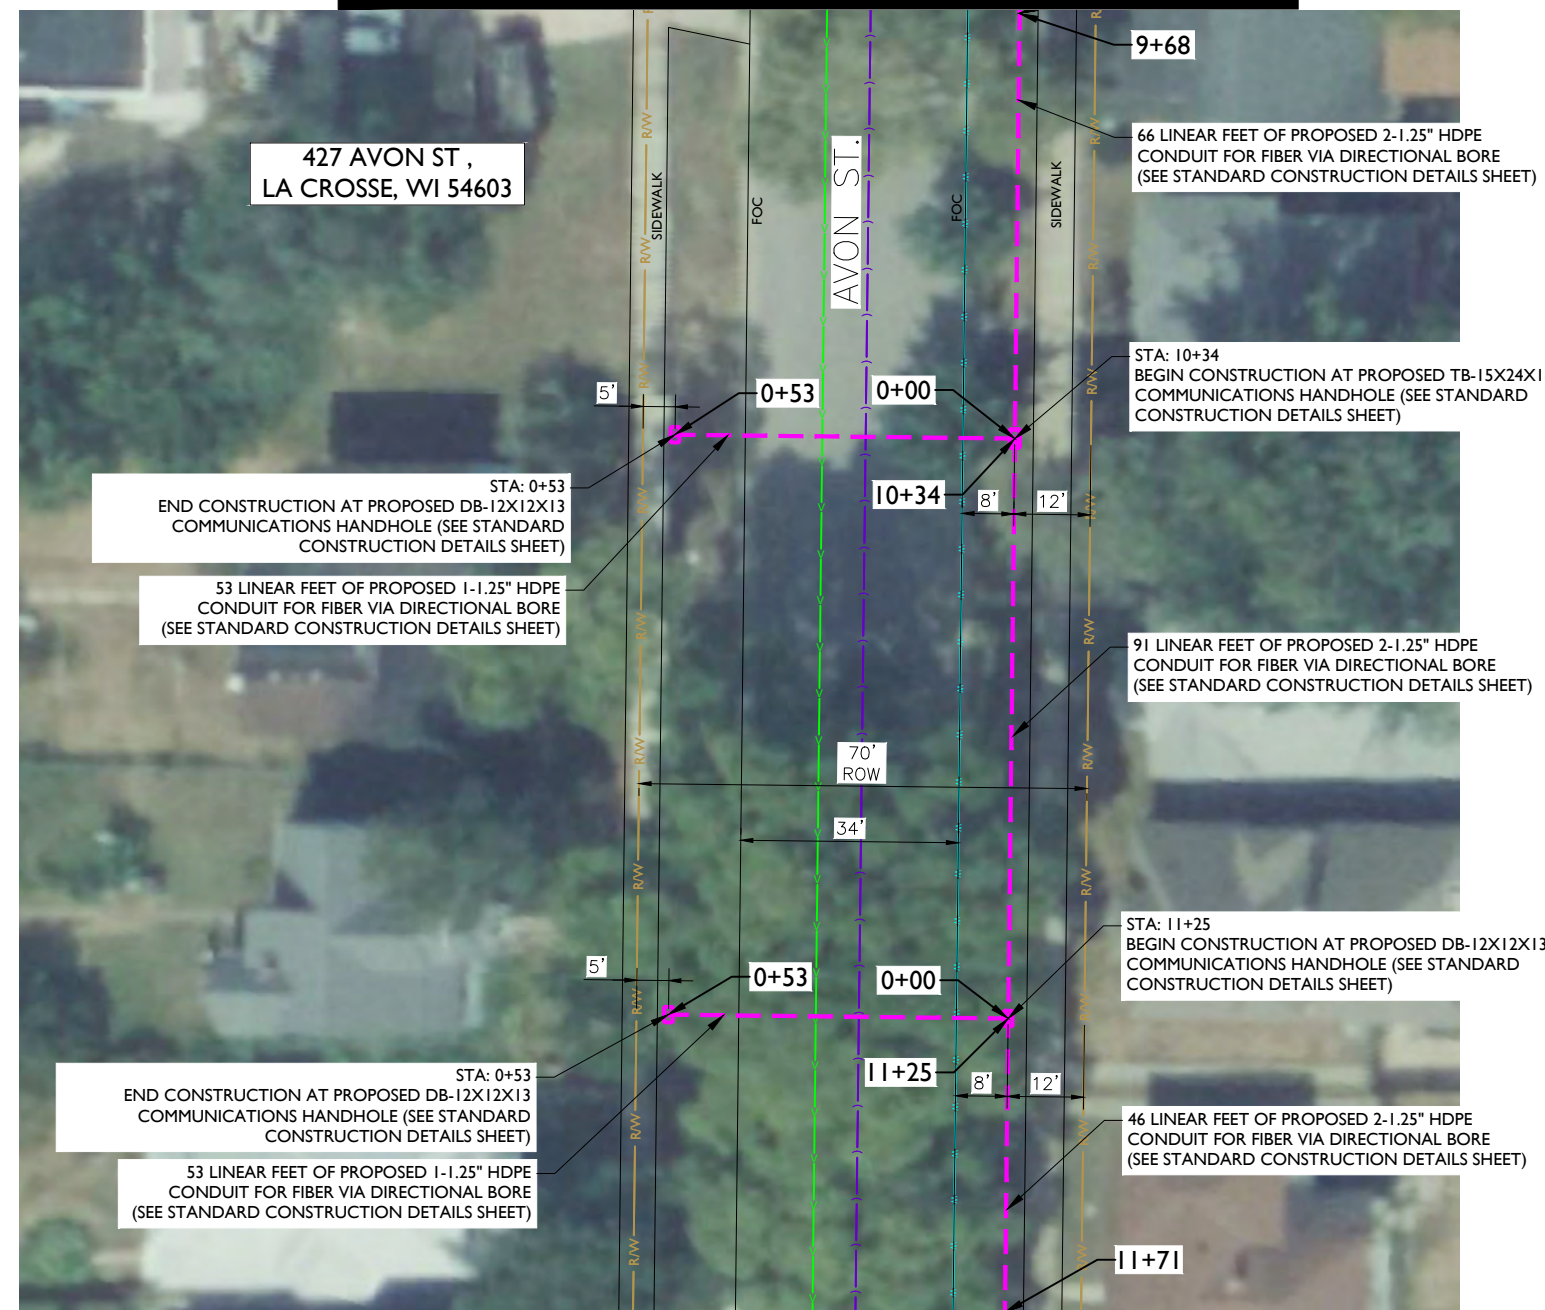 9+68
66 LINEAR FEET OF PROPOSED 2-1.25" HDPE
CONDUIT FOR FIBER VIA DIRECTIONAL BORE
(SEE STANDARD CONSTRUCTION DETAILS SHEET)
427 AVON ST ,
LA CROSSE, WI 54603
R/W
R/W
R/W
R/W
SIDEWALK
FOC
AVON ST.
FOC
SIDEWALK
STA: 10+34
BEGIN CONSTRUCTION AT PROPOSED TB-15X24X1
COMMUNICATIONS HANDHOLE (SEE STANDARD
CONSTRUCTION DETAILS SHEET)
5'
0+53
0+00
10+34
8'
12'
STA: 0+53
END CONSTRUCTION AT PROPOSED DB-12X12X13
COMMUNICATIONS HANDHOLE (SEE STANDARD
CONSTRUCTION DETAILS SHEET)
53 LINEAR FEET OF PROPOSED 1-1.25" HDPE
CONDUIT FOR FIBER VIA DIRECTIONAL BORE
(SEE STANDARD CONSTRUCTION DETAILS SHEET)
R/W
R/W
R/W
R/W
91 LINEAR FEET OF PROPOSED 2-1.25" HDPE
CONDUIT FOR FIBER VIA DIRECTIONAL BORE
(SEE STANDARD CONSTRUCTION DETAILS SHEET)
R/W
R/W
70'
ROW
34'
R/W
R/W
STA: 11+25
BEGIN CONSTRUCTION AT PROPOSED DB-12X12X13
COMMUNICATIONS HANDHOLE (SEE STANDARD
CONSTRUCTION DETAILS SHEET)
5'
0+53
0+00
R/W
R/W
11+25
8'
12'
STA: 0+53
END CONSTRUCTION AT PROPOSED DB-12X12X13
COMMUNICATIONS HANDHOLE (SEE STANDARD
CONSTRUCTION DETAILS SHEET)
R/W
R/W
46 LINEAR FEET OF PROPOSED 2-1.25" HDPE
CONDUIT FOR FIBER VIA DIRECTIONAL BORE
(SEE STANDARD CONSTRUCTION DETAILS SHEET)
53 LINEAR FEET OF PROPOSED 1-1.25" HDPE
CONDUIT FOR FIBER VIA DIRECTIONAL BORE
(SEE STANDARD CONSTRUCTION DETAILS SHEET)
R/W
R/W
11+71